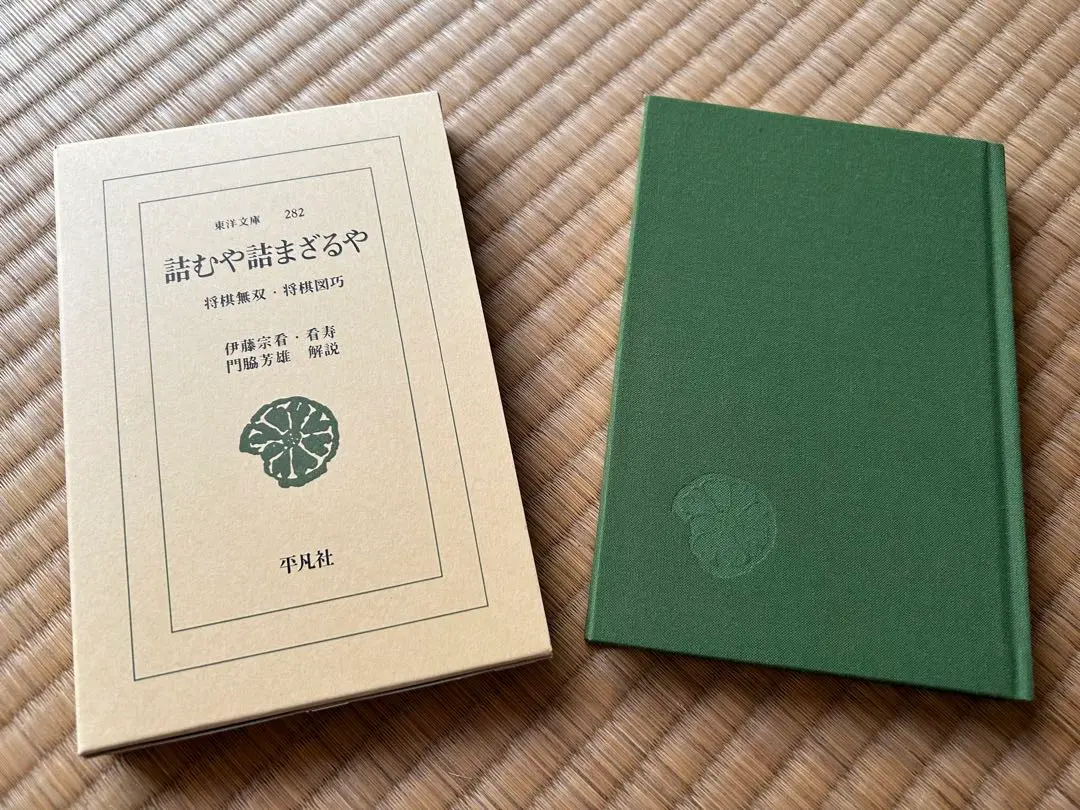 東洋文庫 282
詰むや詰まざるや
将棋無双・将棋図巧
伊藤宗看・看寿
門脇芳雄 解説
平凡社